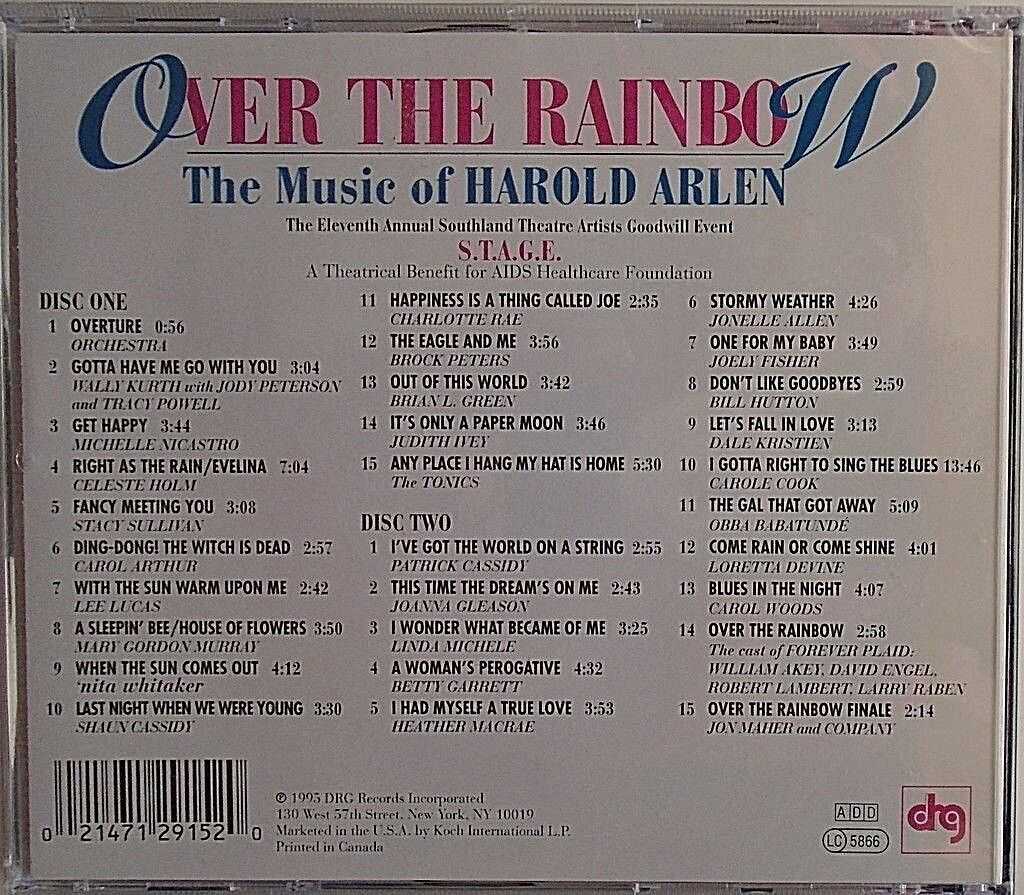 OVER THE RAINBOW
The Music of HAROLD ARLEN
The Eleventh Annual Southland Theatre Artists Goodwill Event
S.T.A.G.E.
A Theatrical Benefit for AIDS Healthcare Foundation
DISC ONE
1 OVERTURE 0:56
ORCHESTRA
2 GOTTA HAVE ME GO WITH YOU 3:04
WALLY KURTH with JODY PETERSON
and TRACY POWELL
3 GET HAPPY 3:44
MICHELLE NICASTRO
4 RIGHT AS THE RAIN/EVELINA 7:04
CELESTE HOLM
5 FANCY MEETING YOU 3:08
STACY SULLIVAN
6 DING-DONG! THE WITCH IS DEAD 2:57
CAROL ARTHUR
7 WITH THE SUN WARM UPON ME 2:42
LEE LUCAS
8 A SLEEPIN' BEE/HOUSE OF FLOWERS 3:50
MARY GORDON MURRAY
9 WHEN THE SUN COMES OUT 4:12
'nita whitaker
10 LAST NIGHT WHEN WE WERE YOUNG 3:30
SHAUN CASSIDY
11 HAPPINESS IS A THING CALLED JOE 2:35
CHARLOTTE RAE
12 THE EAGLE AND ME 3:56
BROCK PETERS
13 OUT OF THIS WORLD 3:42
BRIAN L. GREEN
14 IT'S ONLY A PAPER MOON 3:46
JUDITH IVEY
15 ANY PLACE I HANG MY HAT IS HOME 5:30
The TONICS
DISC TWO
1 I'VE GOT THE WORLD ON A STRING 2:55
PATRICK CASSIDY
2 THIS TIME THE DREAM'S ON ME 2:43
JOANNA GLEASON
3 I WONDER WHAT BECAME OF ME 3:25
LINDA MICHELE
4 A WOMAN'S PEROGATIVE 4:32
BETTY GARRETT
5 I HAD MYSELF A TRUE LOVE 3:53
HEATHER MACRAE
6 STORMY WEATHER 4:26
JONELLE ALLEN
7 ONE FOR MY BABY 3:49
JOELY FISHER
8 DON'T LIKE GOODBYES 2:59
BILL HUTTON
9 LET'S FALL IN LOVE 3:13
DALE KRISTIEN
10 I GOTTA RIGHT TO SING THE BLUES 13:46
CAROLE COOK
11 THE GAL THAT GOT AWAY 5:09
OBBA BABATUNDÉ
12 COME RAIN OR COME SHINE 4:01
LORETTA DEVINE
13 BLUES IN THE NIGHT 4:07
CAROL WOODS
14 OVER THE RAINBOW 2:58
The cast of FOREVER PLAID:
WILLIAM AKEY, DAVID ENGEL,
ROBERT LAMBERT, LARRY RABEN
15 OVER THE RAINBOW FINALE 2:14
JON MAHER and COMPANY
0 21471 29152 0
℗ 1995 DRG Records Incorporated
130 West 57th Street, New York, NY 10019
Marketed in the U.S.A. by Koch International L.P.
Printed in Canada
ADD
LC 5866
drg